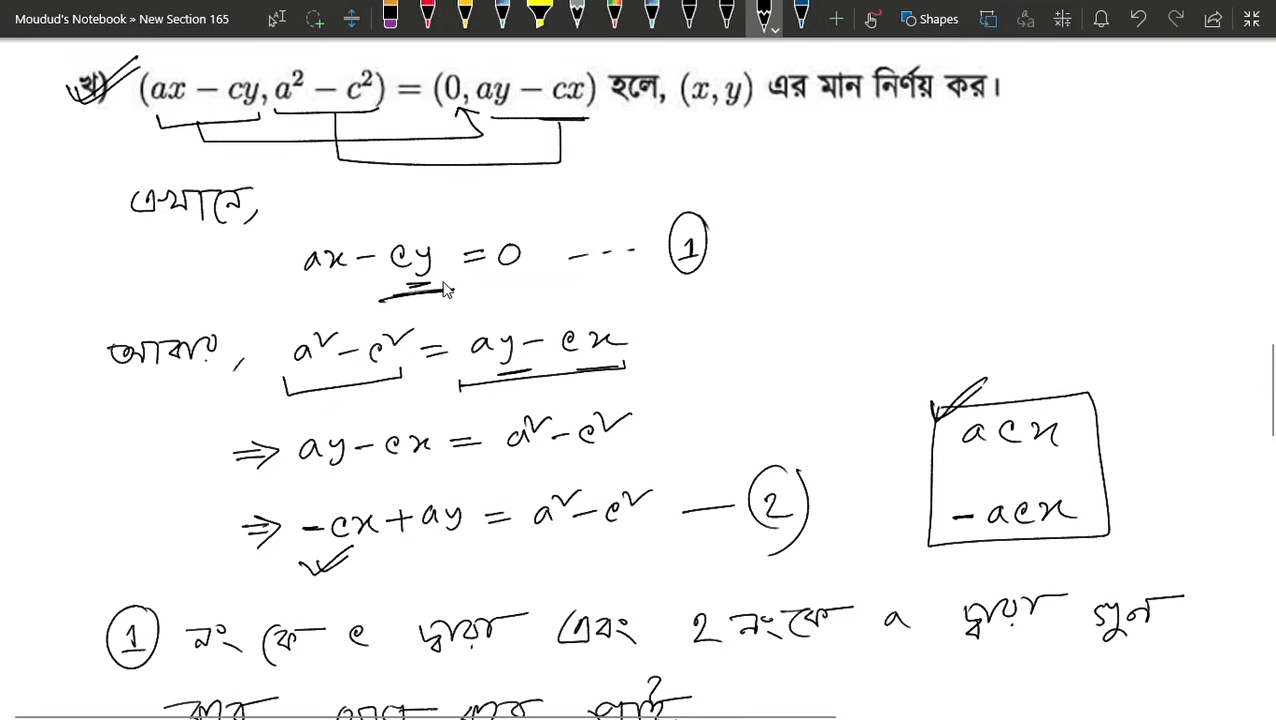 Moudud's Notebook » New Section 165
Shapes
খ) (ax − cy, a² − c²) = (0, ay − cx) হলে, (x, y) এর মান নির্ণয় কর।
এখানে,
ax − cy = 0 --- ①
আবার, a² − c² = ay − cx
⇒ ay − cx = a² − c²
⇒ −cx + ay = a² − c² — ②
acx
−acx
① নং কে c দ্বারা এবং 2 নংকে a দ্বারা গুন